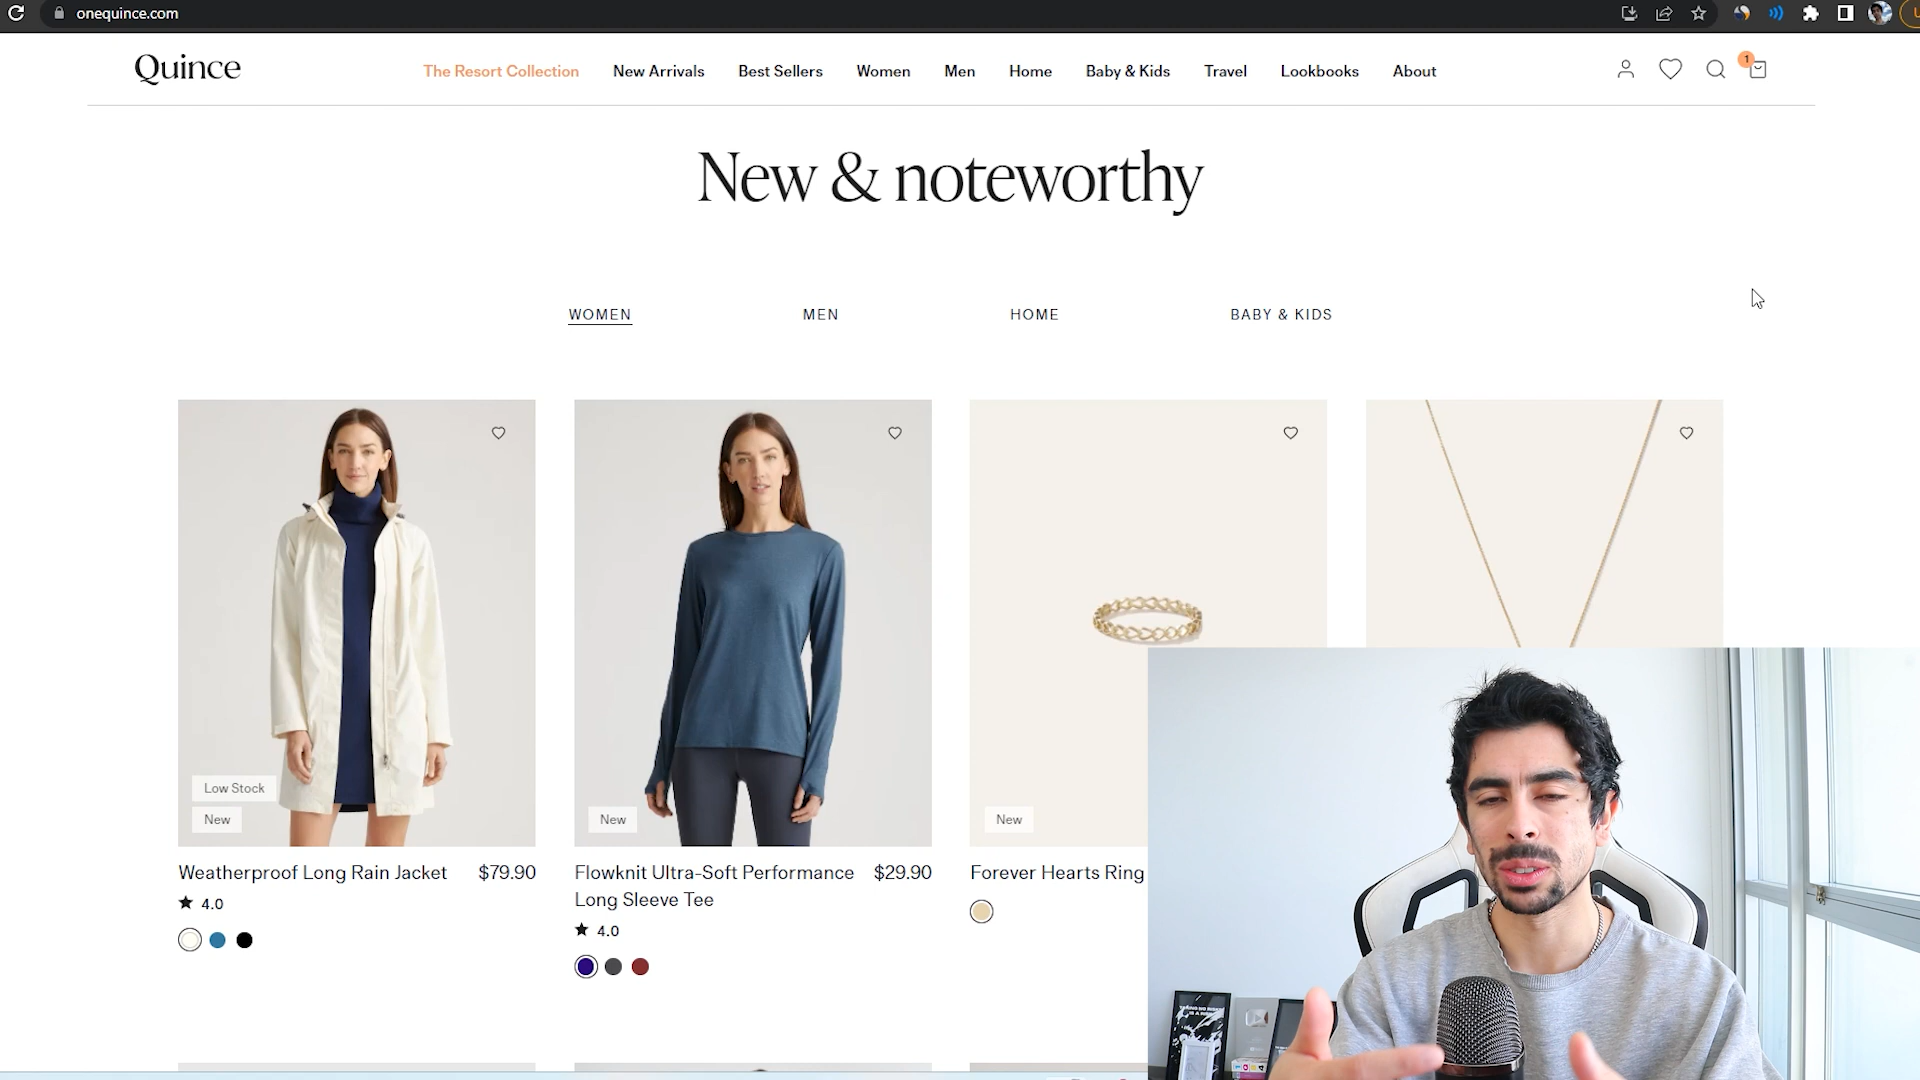 onequince.com
Quince
The Resort Collection New Arrivals Best Sellers Women Men Home Baby & Kids Travel Lookbooks About
1
New & noteworthy
WOMEN MEN HOME BABY & KIDS
Low Stock
New
New
New
Weatherproof Long Rain Jacket $79.90
4.0
Flowknit Ultra-Soft Performance Long Sleeve Tee $29.90
4.0
Forever Hearts Ring